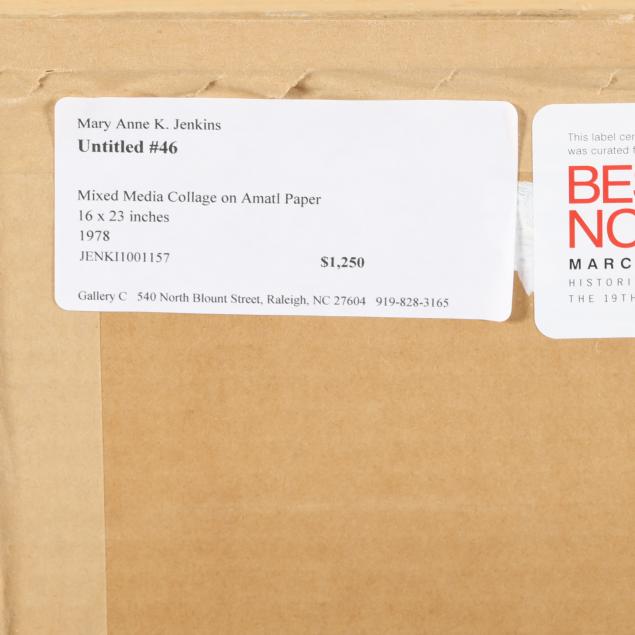 Mary Anne K. Jenkins
Untitled #46
Mixed Media Collage on Amatl Paper
16 x 23 inches
1978
JENKI1001157 $1,250
Gallery C 540 North Blount Street, Raleigh, NC 27604 919-828-3165
This label cer
was curated f
BES
NO
MARC
HISTORI
THE 19TH